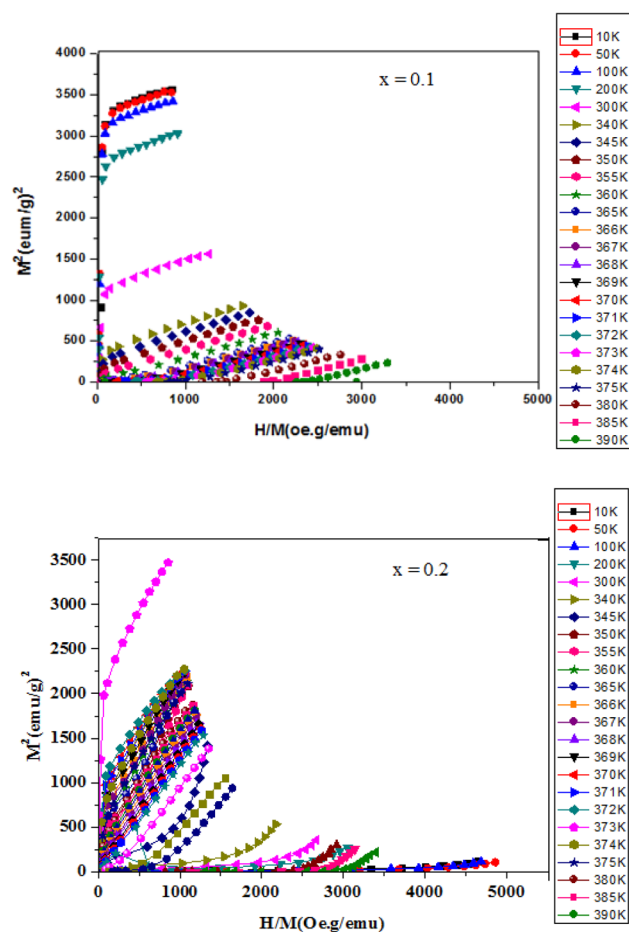 x = 0.1
M²(eum/g)²
4000
3500
3000
2500
2000
1500
1000
500
0
0 1000 2000 3000 4000 5000
H/M(oe.g/emu)
10K
50K
100K
200K
300K
340K
345K
350K
355K
360K
365K
366K
367K
368K
369K
370K
371K
372K
373K
374K
375K
380K
385K
390K
x = 0.2
M²(emu/g)²
3500
3000
2500
2000
1500
1000
500
0
0 1000 2000 3000 4000 5000
H/M(Oe.g/emu)
10K
50K
100K
200K
300K
340K
345K
350K
355K
360K
365K
366K
367K
368K
369K
370K
371K
372K
373K
374K
375K
380K
385K
390K